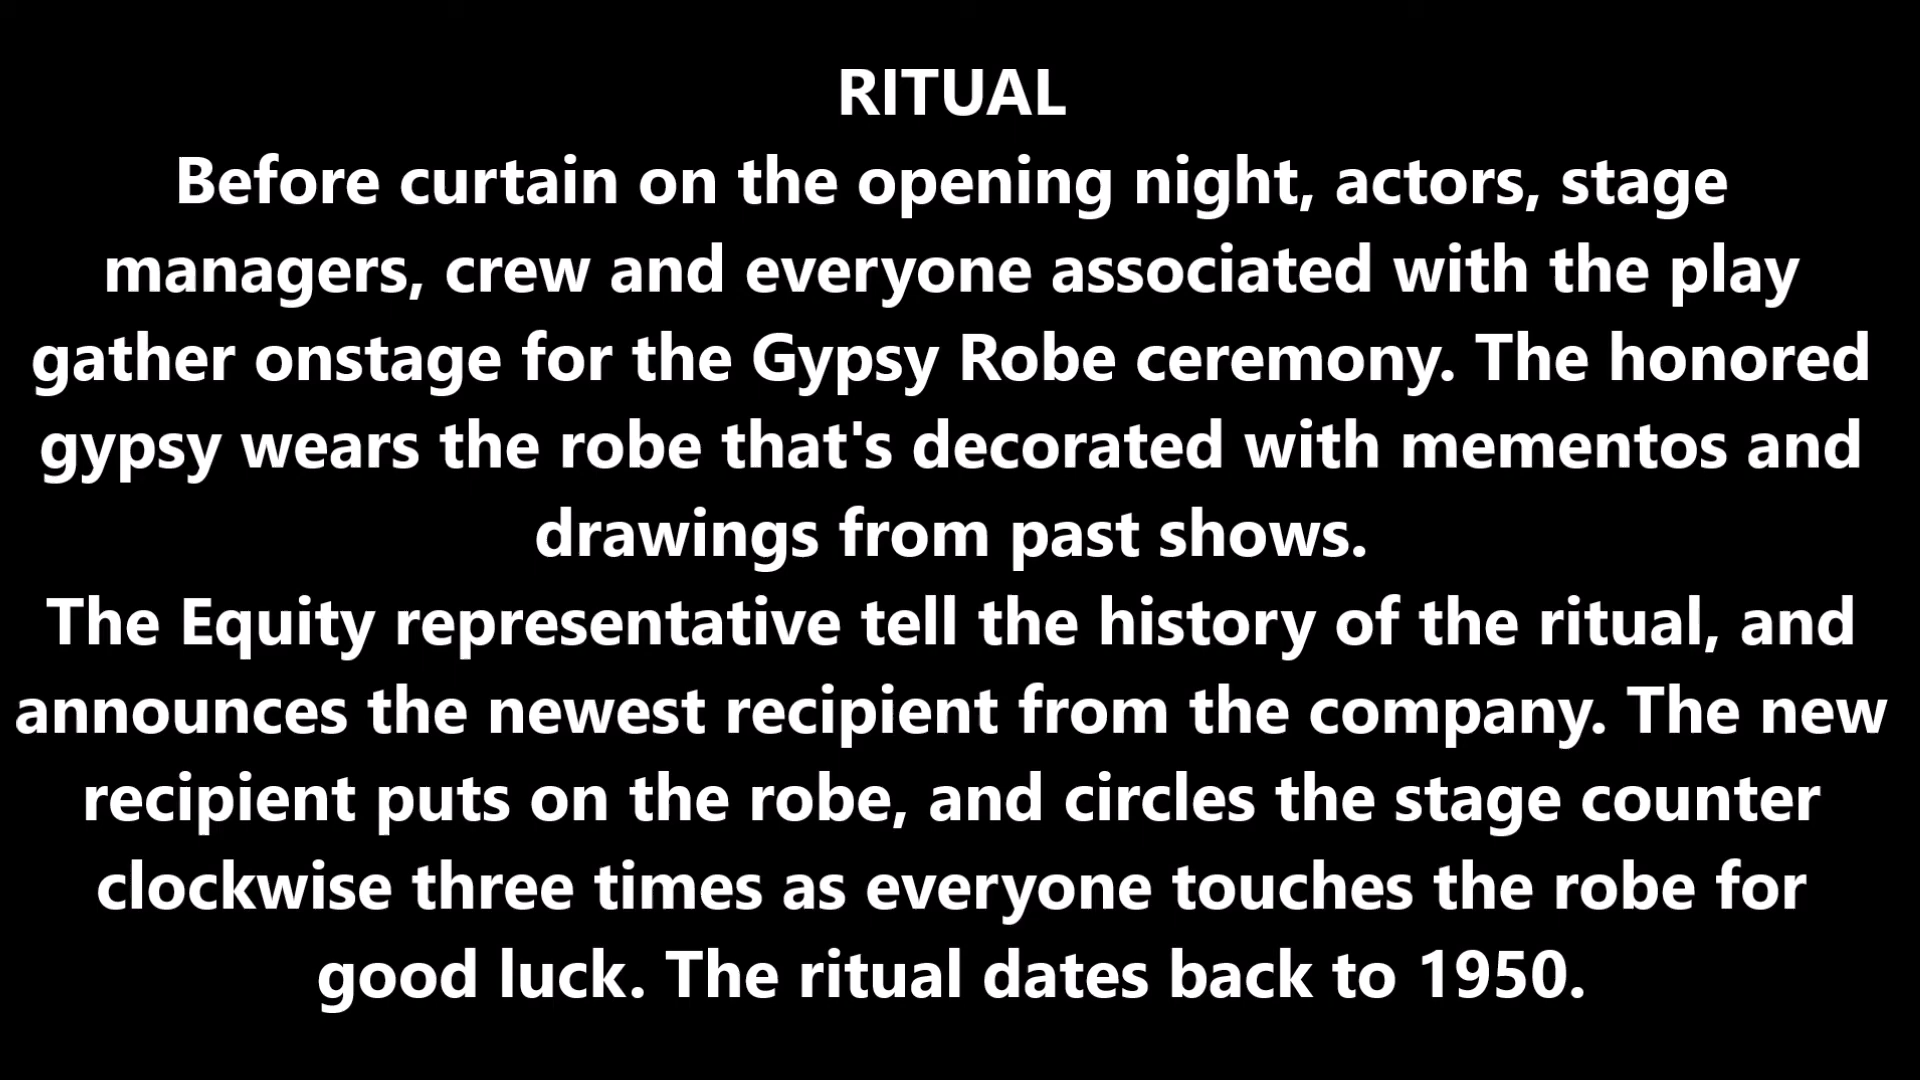 RITUAL
Before curtain on the opening night, actors, stage
managers, crew and everyone associated with the play
gather onstage for the Gypsy Robe ceremony. The honored
gypsy wears the robe that's decorated with mementos and
drawings from past shows.
The Equity representative tell the history of the ritual, and
announces the newest recipient from the company. The new
recipient puts on the robe, and circles the stage counter
clockwise three times as everyone touches the robe for
good luck. The ritual dates back to 1950.